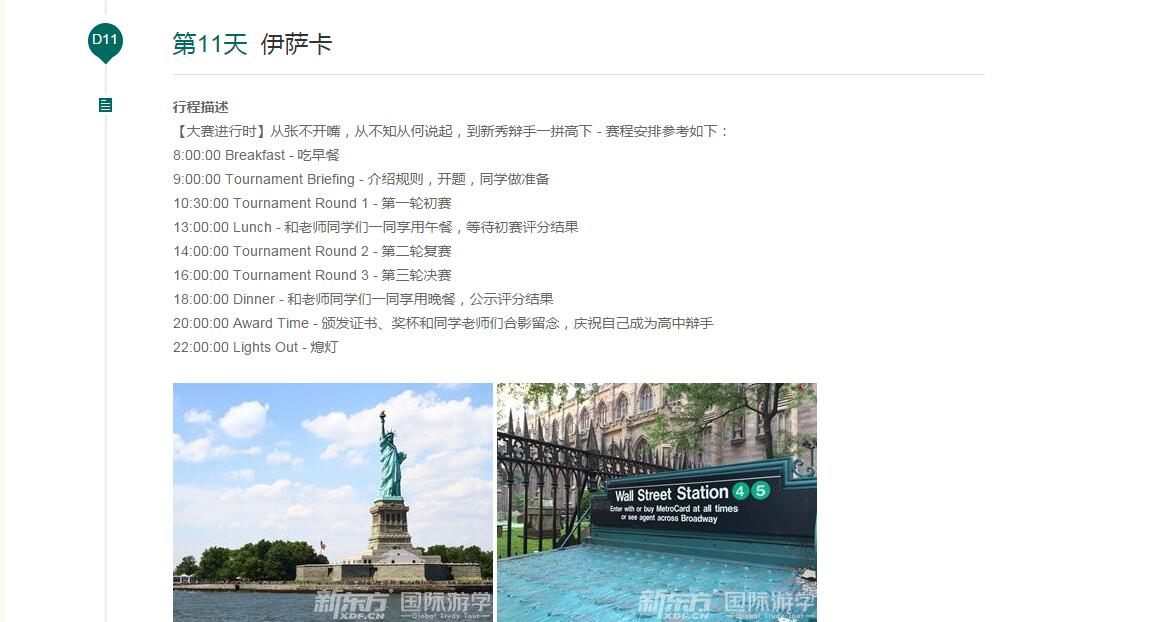 D11
第11天 伊萨卡
行程描述
【大赛进行时】从张不开嘴，从不知从何说起，到新秀辩手一拼高下 - 赛程安排参考如下：
8:00:00 Breakfast - 吃早餐
9:00:00 Tournament Briefing - 介绍规则，开题，同学做准备
10:30:00 Tournament Round 1 - 第一轮初赛
13:00:00 Lunch - 和老师同学们一同享用午餐，等待初赛评分结果
14:00:00 Tournament Round 2 - 第二轮复赛
16:00:00 Tournament Round 3 - 第三轮决赛
18:00:00 Dinner - 和老师同学们一同享用晚餐，公示评分结果
20:00:00 Award Time - 颁发证书、奖杯和同学老师们合影留念，庆祝自己成为高中辩手
22:00:00 Lights Out - 熄灯
Wall Street Station 4 5
Enter with or buy MetroCard at all times
or see agent across Broadway
新东方 国际游学
XDF.CN Global Study Tour
新东方 国际游学
XDF.CN Global Study Tour